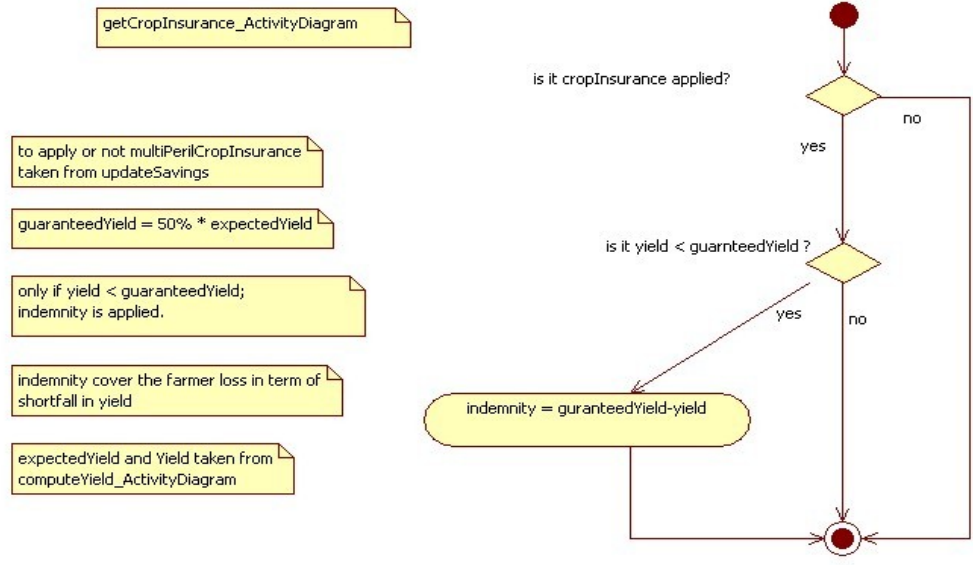 getCropInsurance_ActivityDiagram
is it cropInsurance applied?
no
yes
to apply or not multiPerilCropInsurance
taken from updateSavings
guaranteedYield = 50% * expectedYield
is it yield < guarnteedYield ?
only if yield < guaranteedYield;
indemnity is applied.
yes
no
indemnity cover the farmer loss in term of
shortfall in yield
indemnity = guranteedYield-yield
expectedYield and Yield taken from
computeYield_ActivityDiagram